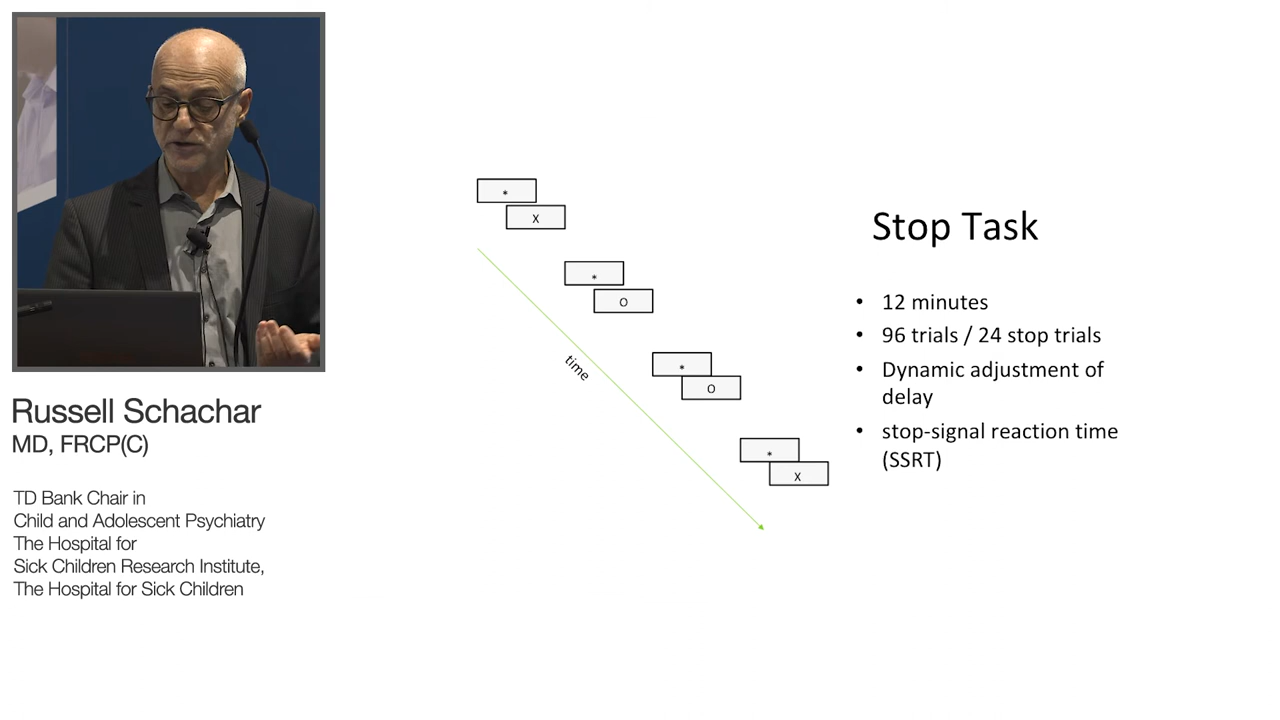 *
X
*
O
*
O
*
X
time
Stop Task
• 12 minutes
• 96 trials / 24 stop trials
• Dynamic adjustment of
delay
• stop-signal reaction time
(SSRT)
Russell Schachar
MD, FRCP(C)
TD Bank Chair in
Child and Adolescent Psychiatry
The Hospital for
Sick Children Research Institute,
The Hospital for Sick Children